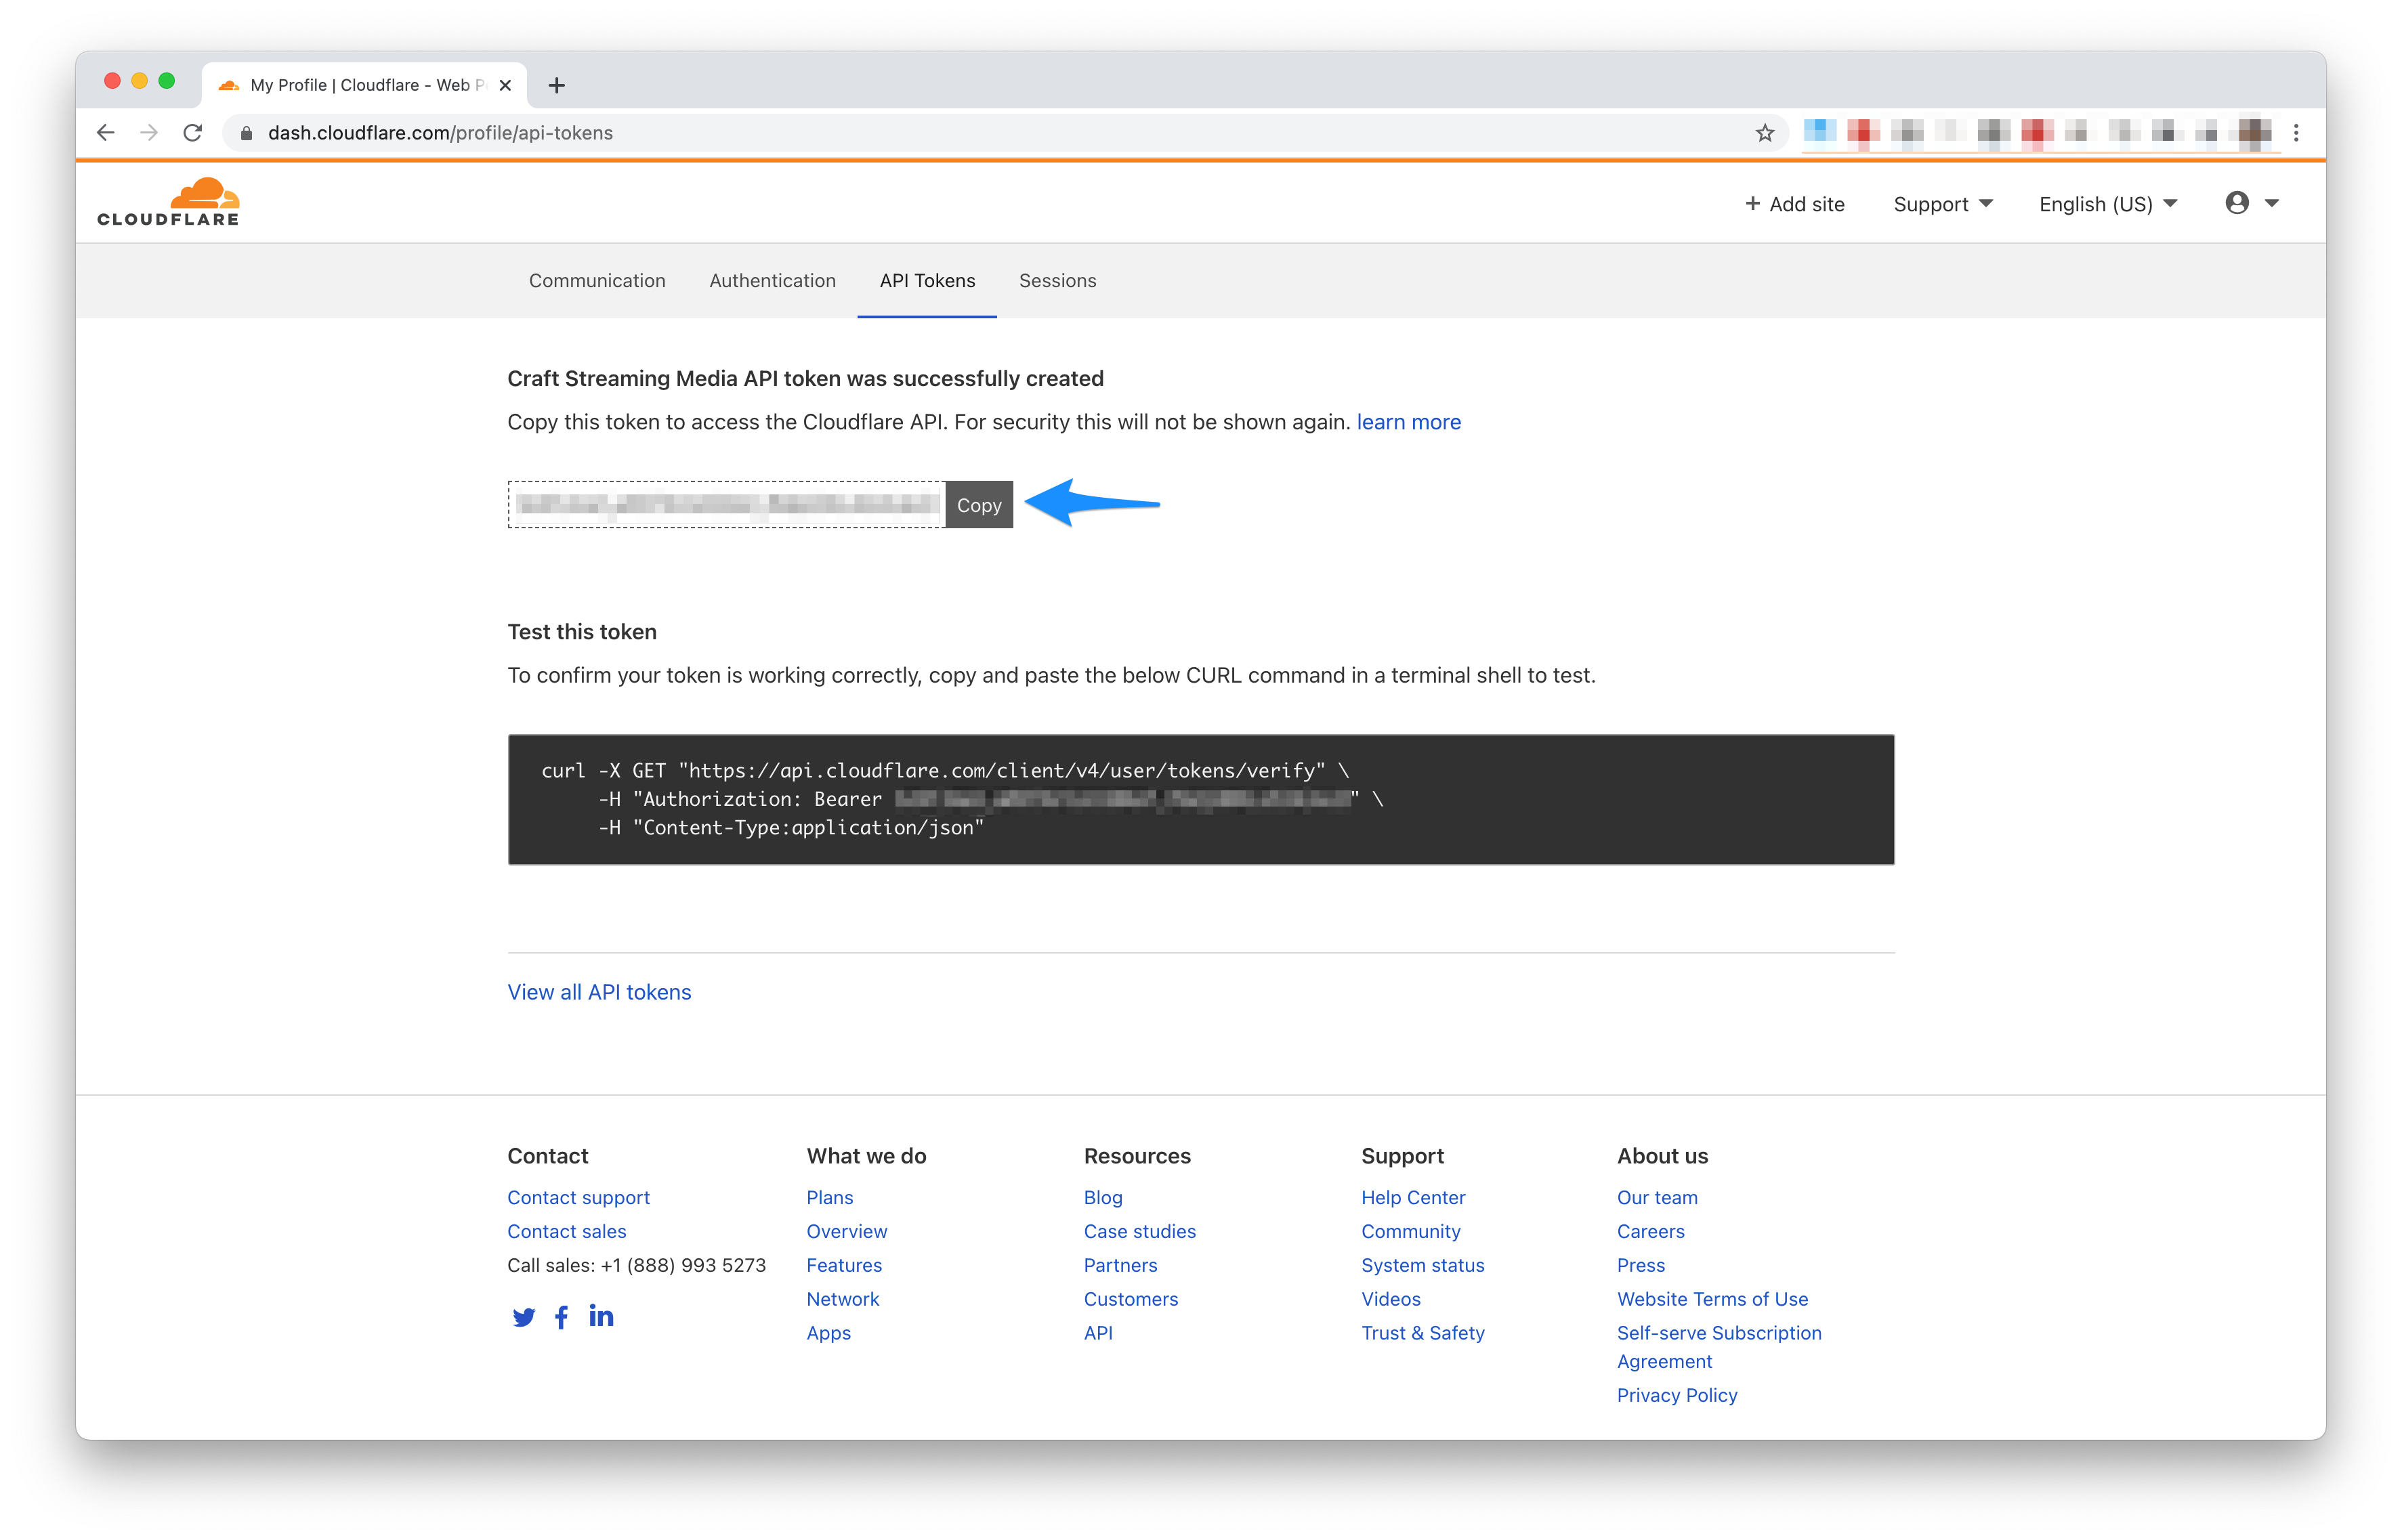 My Profile | Cloudflare - Web P
dash.cloudflare.com/profile/api-tokens
CLOUDFLARE
+ Add site
Support
English (US)
Communication
Authentication
API Tokens
Sessions
Craft Streaming Media API token was successfully created
Copy this token to access the Cloudflare API. For security this will not be shown again. learn more
Copy
Test this token
To confirm your token is working correctly, copy and paste the below CURL command in a terminal shell to test.
curl -X GET "https://api.cloudflare.com/client/v4/user/tokens/verify" \
-H "Authorization: Bearer " \
-H "Content-Type:application/json"
View all API tokens
Contact
Contact support
Contact sales
Call sales: +1 (888) 993 5273
What we do
Plans
Overview
Features
Network
Apps
Resources
Blog
Case studies
Partners
Customers
API
Support
Help Center
Community
System status
Videos
Trust & Safety
About us
Our team
Careers
Press
Website Terms of Use
Self-serve Subscription
Agreement
Privacy Policy